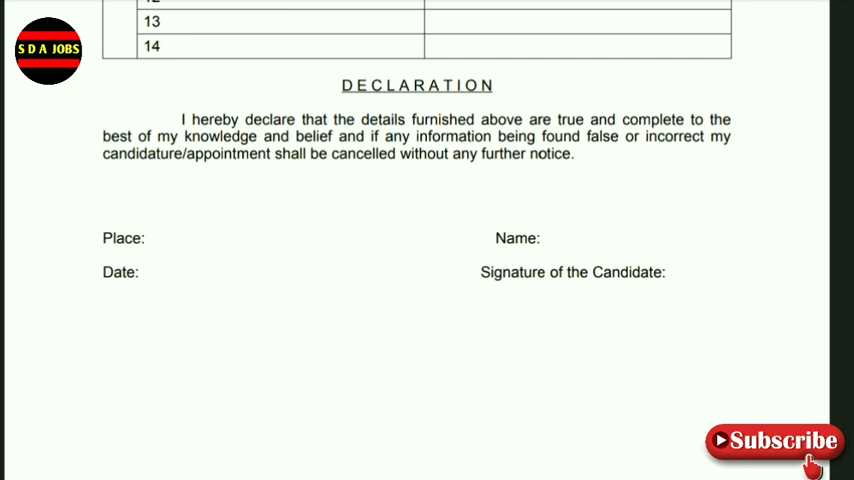 12
13
S D A JOBS
14
DECLARATION
I hereby declare that the details furnished above are true and complete to the
best of my knowledge and belief and if any information being found false or incorrect my
candidature/appointment shall be cancelled without any further notice.
Place:
Name:
Date:
Signature of the Candidate:
Subscribe